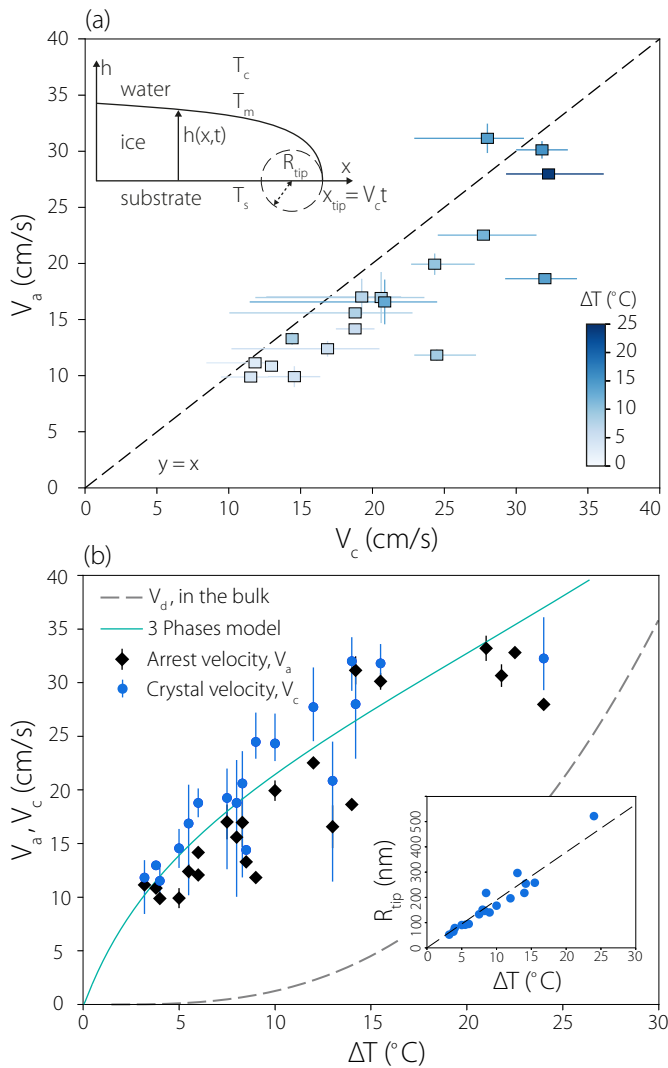 (a)
40
35
30
25
20
15
10
5
0
V_a (cm/s)
h
water
T_c
T_m
ice
h(x,t)
R_tip
x
substrate
T_s
x_tip = V_c t
ΔT (°C)
25
20
15
10
5
0
y = x
0
5
10
15
20
25
30
35
40
V_c (cm/s)
(b)
40
35
30
25
20
15
10
5
0
V_a, V_c (cm/s)
V_d, in the bulk
3 Phases model
Arrest velocity, V_a
Crystal velocity, V_c
R_tip (nm)
0 100 200 300 400 500
0
5
10
15
20
25
30
ΔT (°C)
0
5
10
15
20
25
30
ΔT (°C)